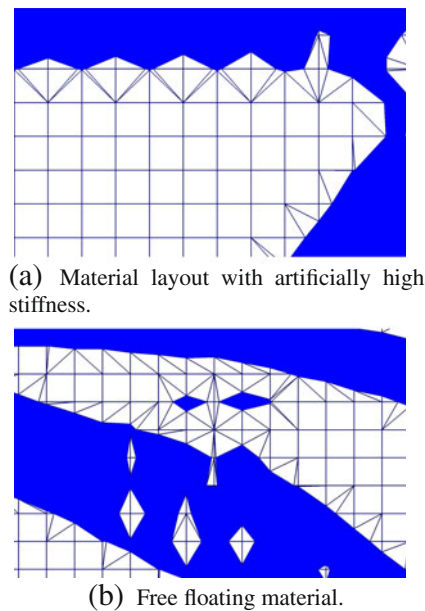 (a) Material layout with artificially high
stiffness.
(b) Free floating material.